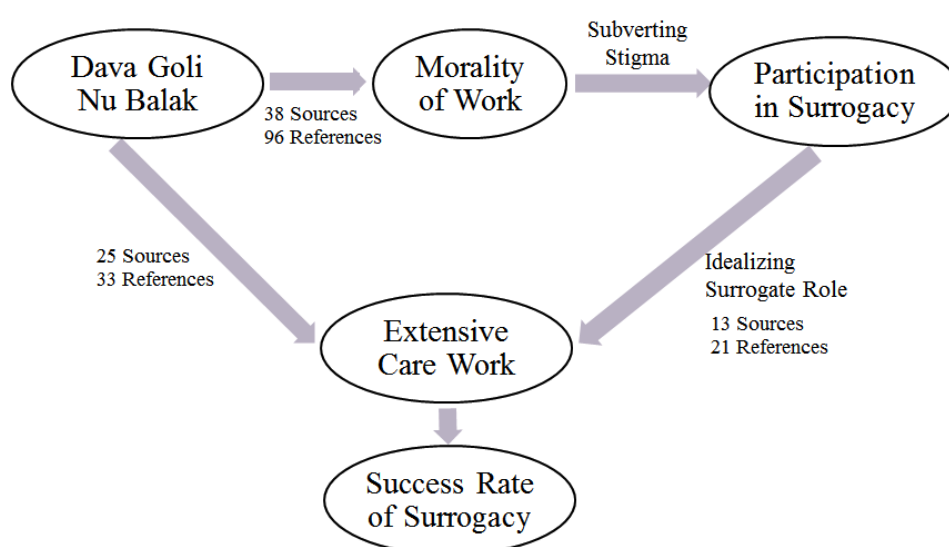 Dava Goli
Nu Balak
38 Sources
96 References
Morality
of Work
Subverting
Stigma
Participation
in Surrogacy
25 Sources
33 References
Idealizing
Surrogate Role
13 Sources
21 References
Extensive
Care Work
Success Rate
of Surrogacy